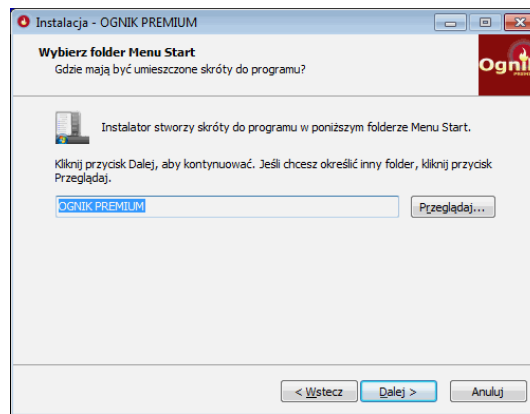 Instalacja - OGNIK PREMIUM
Wybierz folder Menu Start
Gdzie mają być umieszczone skróty do programu?
Instalator stworzy skróty do programu w poniższym folderze Menu Start.
Kliknij przycisk Dalej, aby kontynuować. Jeśli chcesz określić inny folder, kliknij przycisk
Przeglądaj.
OGNIK PREMIUM
Przeglądaj...
< Wstecz
Dalej >
Anuluj